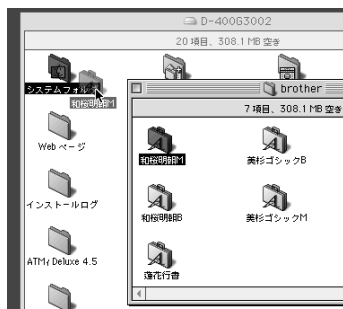 D-400G3002
20 項目、308.1 MB 空き
システムフォルダ
和桜明朝M
Web ページ
インストールログ
ATM Deluxe 4.5
brother
7 項目、308.1 MB 空き
和桜明朝M
美杉ゴシックB
和桜明朝B
美杉ゴシックM
蓮花行書